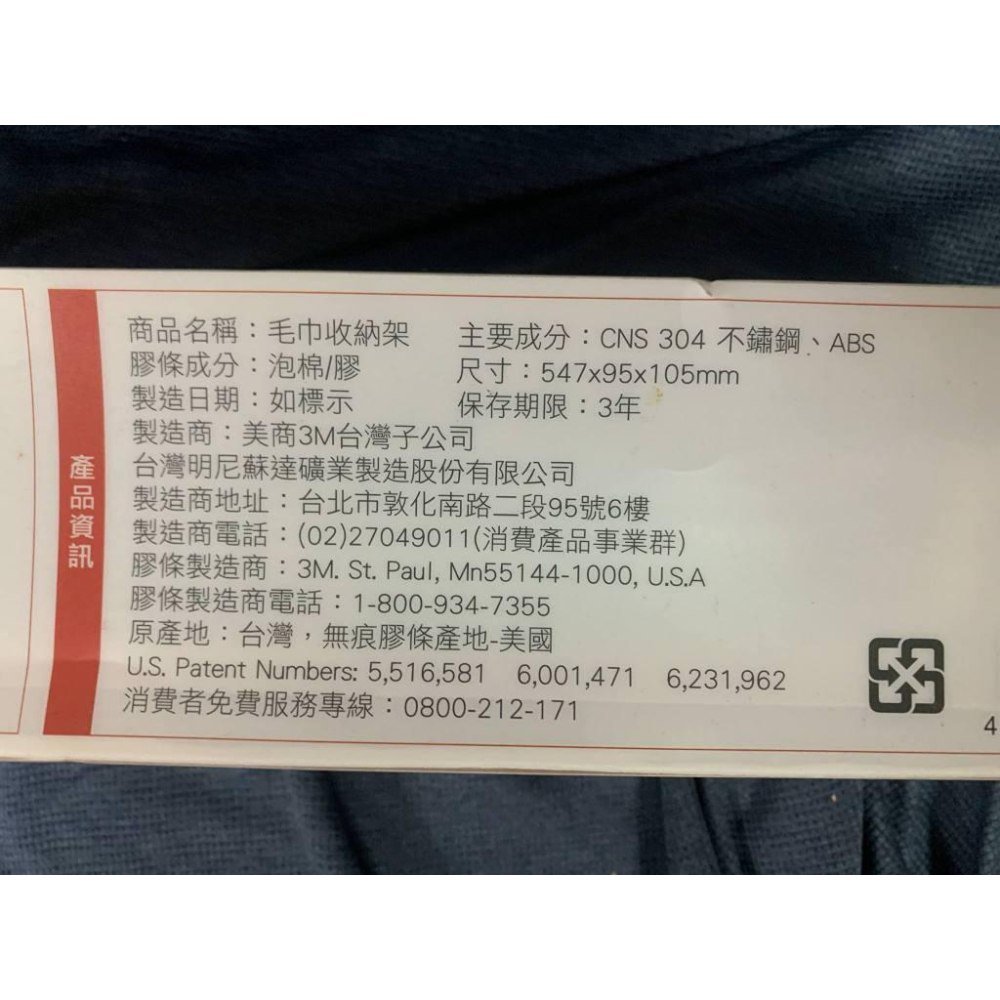 產品資訊
商品名稱：毛巾收納架 主要成分：CNS 304 不鏽鋼、ABS
膠條成分：泡棉/膠 尺寸：547x95x105mm
製造日期：如標示 保存期限：3年
製造商：美商3M台灣子公司
台灣明尼蘇達礦業製造股份有限公司
製造商地址：台北市敦化南路二段95號6樓
製造商電話：(02)27049011(消費產品事業群)
膠條製造商：3M. St. Paul, Mn55144-1000, U.S.A
膠條製造商電話：1-800-934-7355
原產地：台灣，無痕膠條產地-美國
U.S. Patent Numbers: 5,516,581 6,001,471 6,231,962
消費者免費服務專線：0800-212-171
4